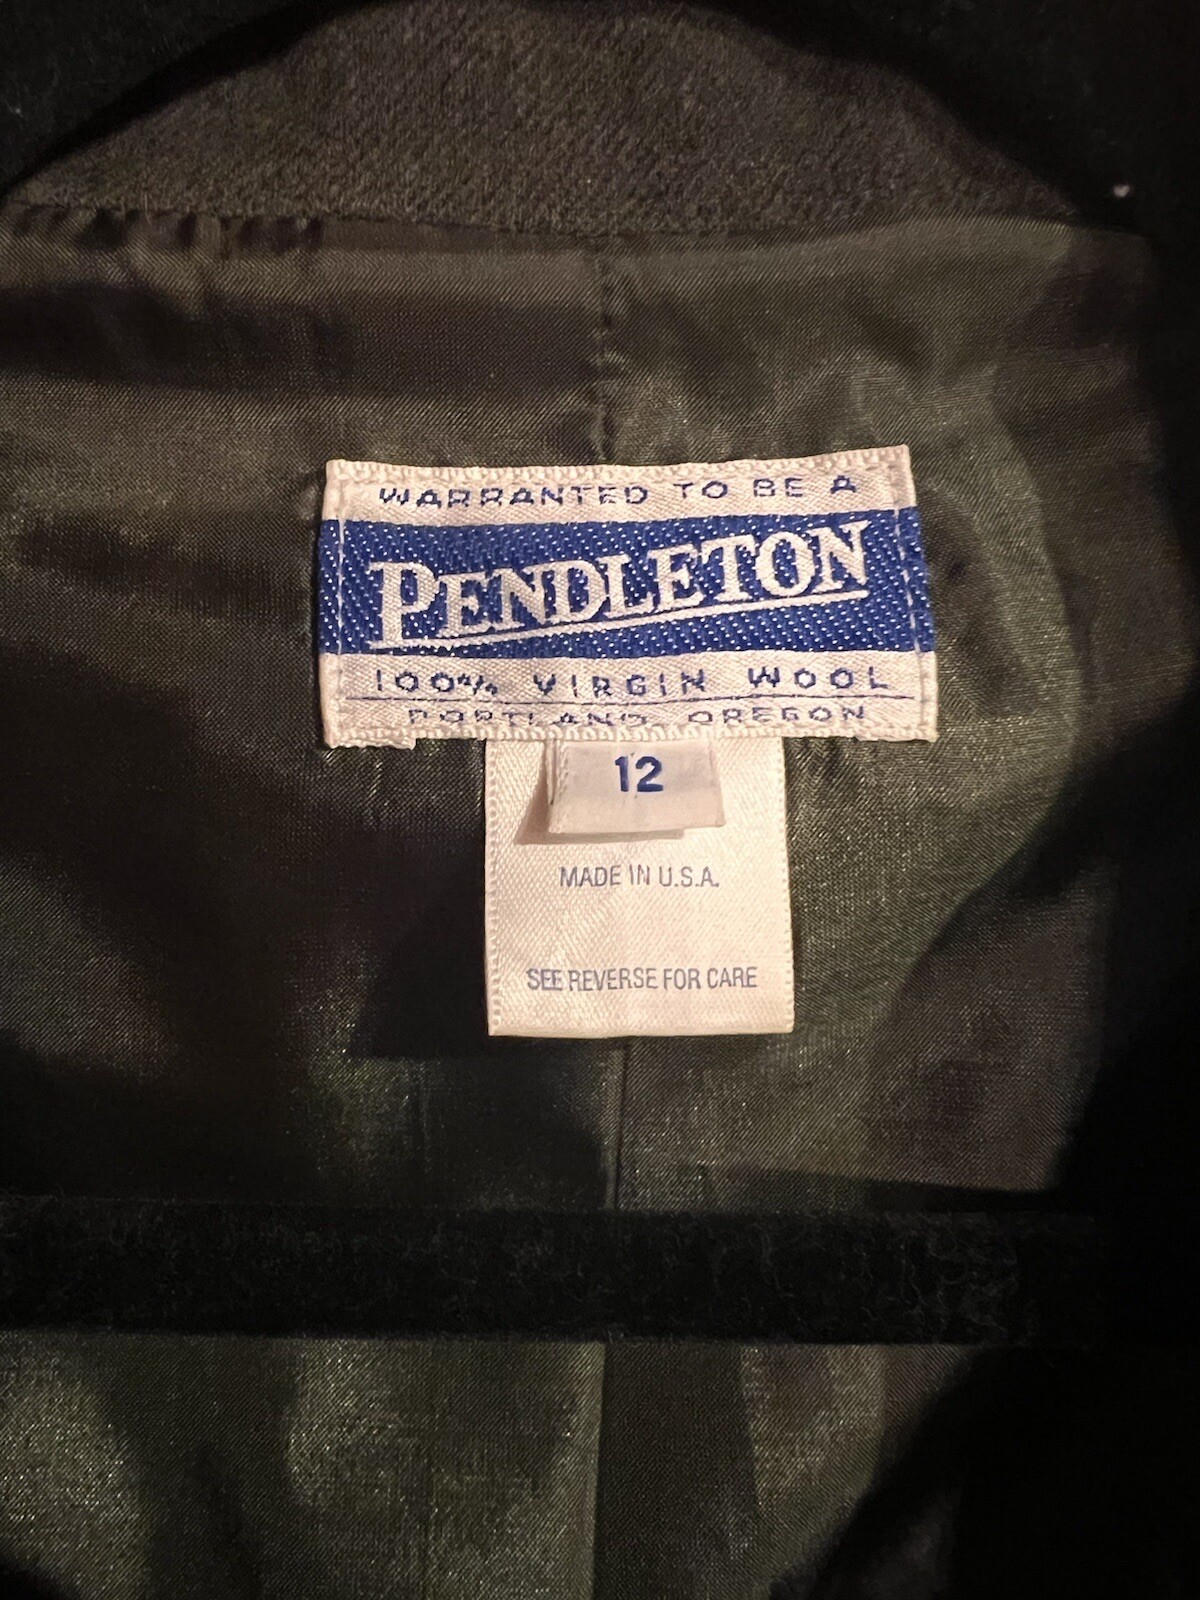 WARRANTED TO BE A
PENDLETON
100% VIRGIN WOOL
PORTLAND, OREGON
12
MADE IN U.S.A.
SEE REVERSE FOR CARE